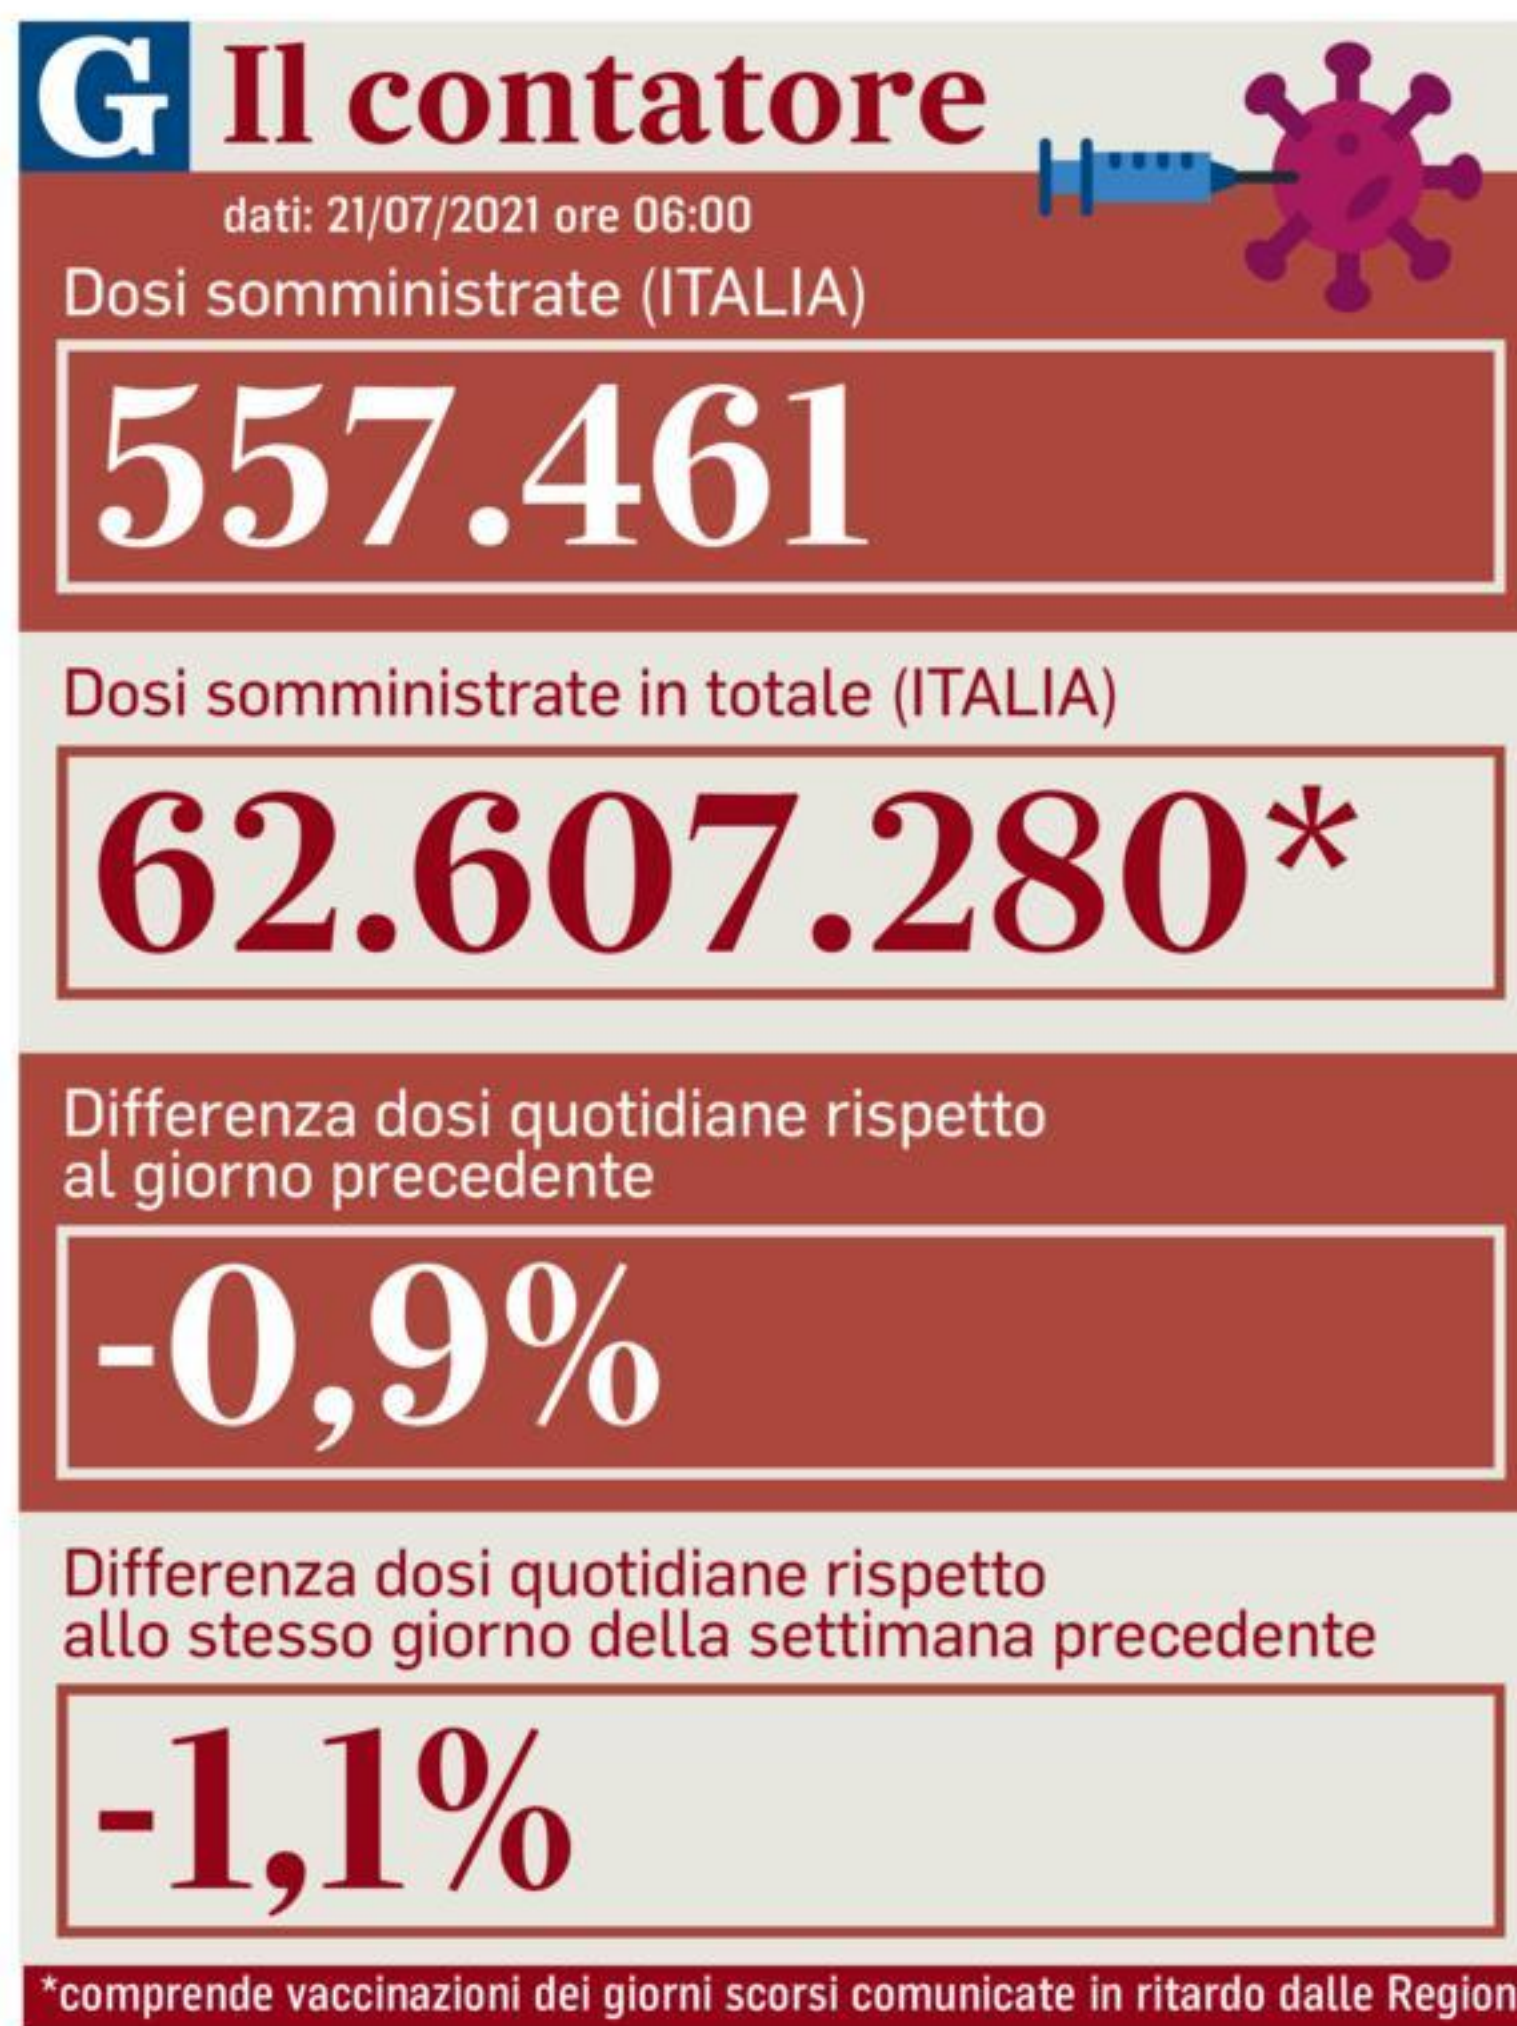 G Il contatore
dati: 21/07/2021 ore 06:00
Dosi somministrate (ITALIA)
557.461
Dosi somministrate in totale (ITALIA)
62.607.280*
Differenza dosi quotidiane rispetto
al giorno precedente
-0,9%
Differenza dosi quotidiane rispetto
allo stesso giorno della settimana precedente
-1,1%
*comprende vaccinazioni dei giorni scorsi comunicate in ritardo dalle Region